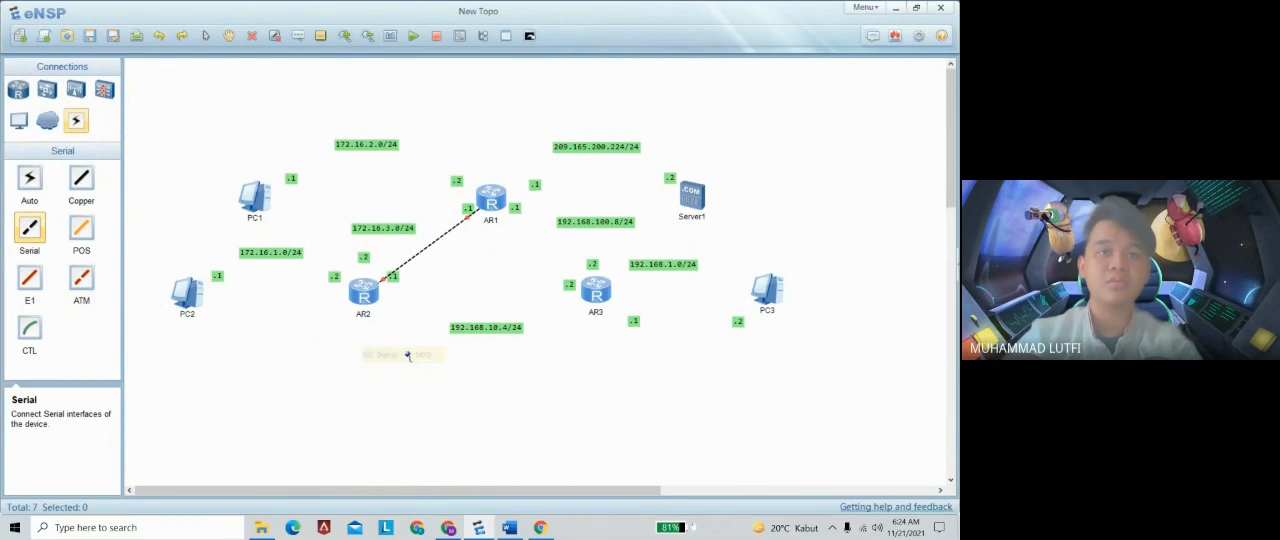 eNSP
New Topo
Menu
Connections
Serial
Auto
Copper
Serial
POS
E1
ATM
CTL
Serial
Connect Serial interfaces of
the device.
172.16.2.0/24
209.165.200.224/24
.1
.2
.1
.2
.COM
PC1
R
AR1
Server1
.1
.1
172.16.3.0/24
192.168.100.8/24
172.16.1.0/24
.2
.2
192.168.1.0/24
.1
.2
.1
.2
R
R
PC2
AR2
AR3
PC3
192.168.10.4/24
.1
.2
MUHAMMAD LUTFI
Total: 7 Selected: 0
Getting help and feedback
Type here to search
81%
20°C Kabut
6:24 AM
11/21/2021